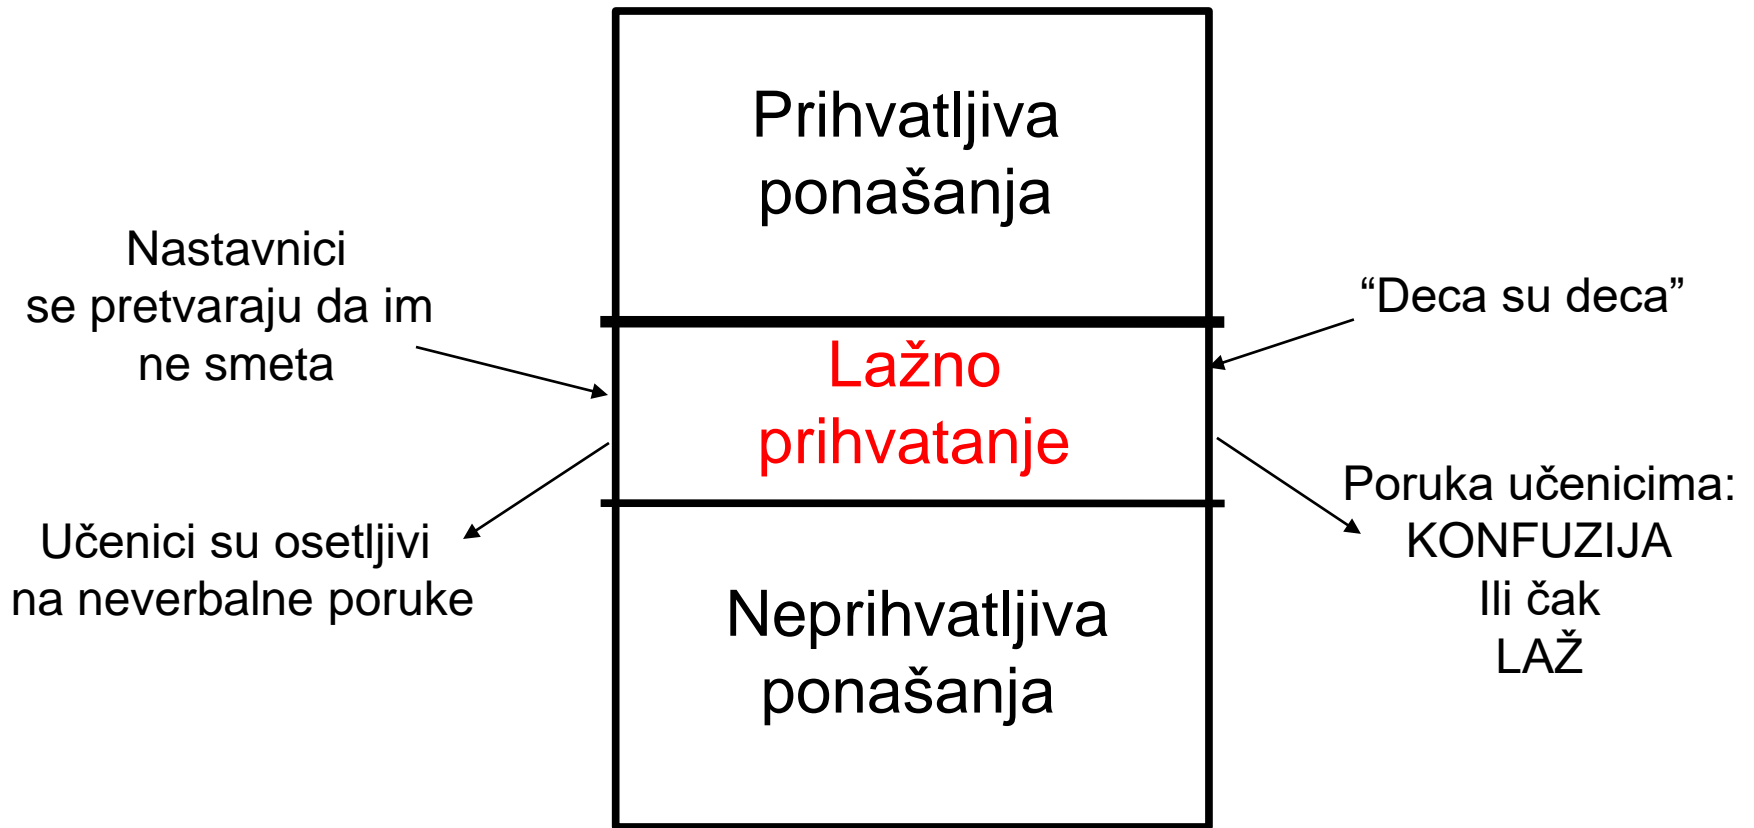 Prihvatljiva
ponašanja
Nastavnici
se pretvaraju da im
ne smeta
“Deca su deca”
Lažno
prihvatanje
Učenici su osetljivi
na neverbalne poruke
Poruka učenicima:
KONFUZIJA
Ili čak
LAŽ
Neprihvatljiva
ponašanja